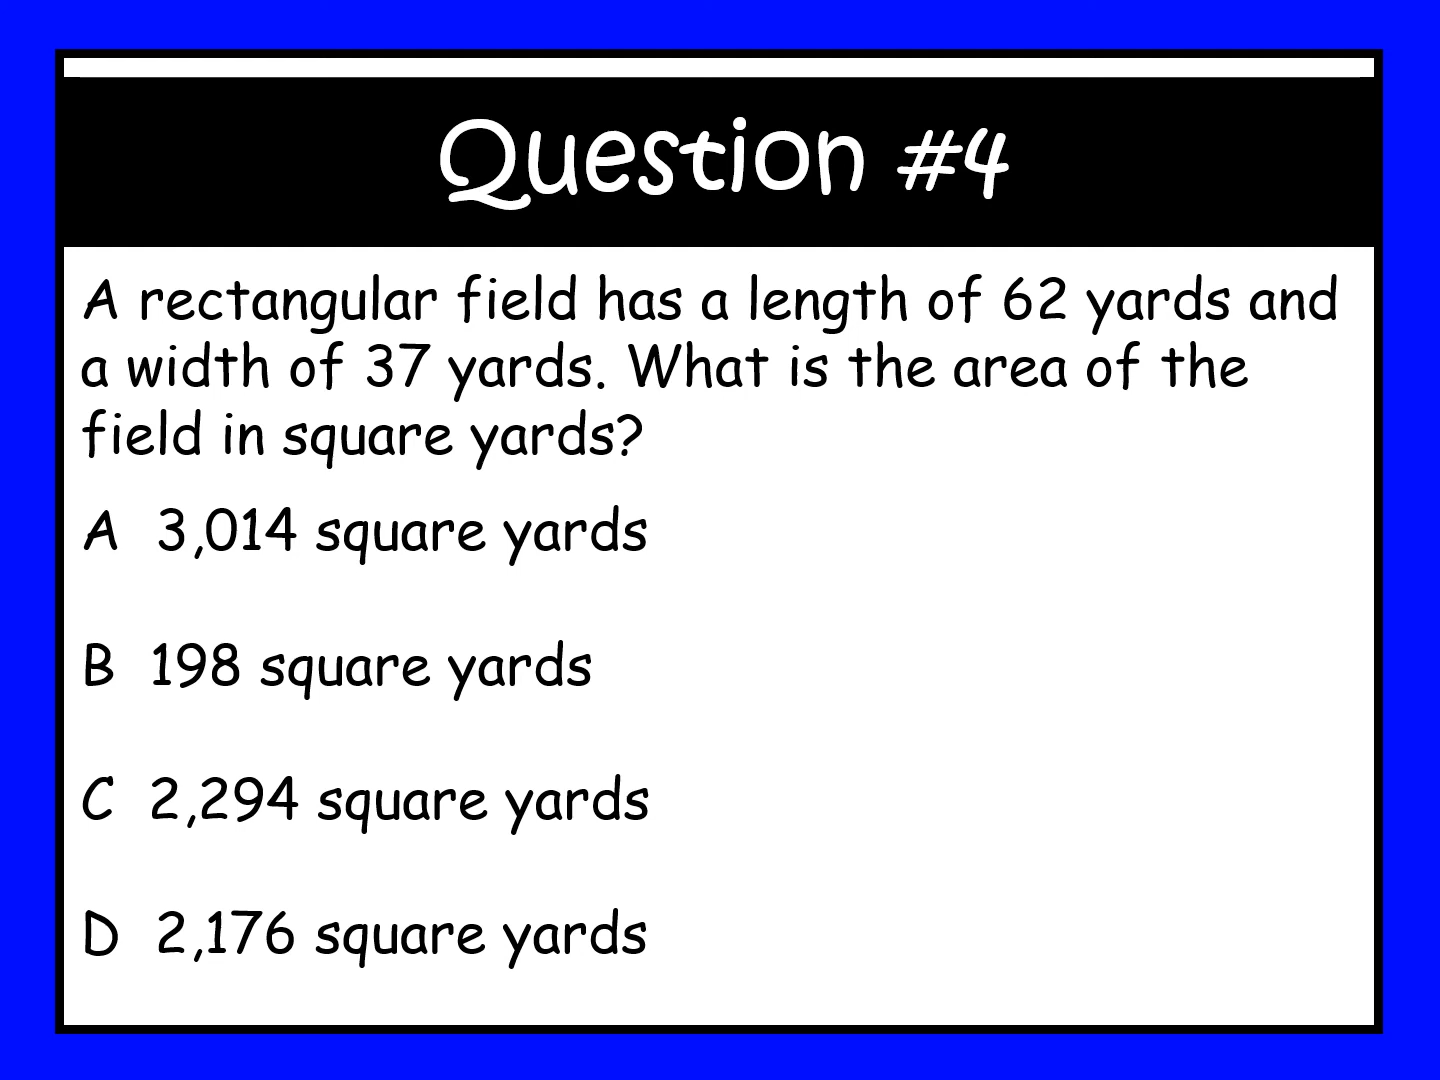 Question #4
A rectangular field has a length of 62 yards and
a width of 37 yards. What is the area of the
field in square yards?
A 3,014 square yards
B 198 square yards
C 2,294 square yards
D 2,176 square yards